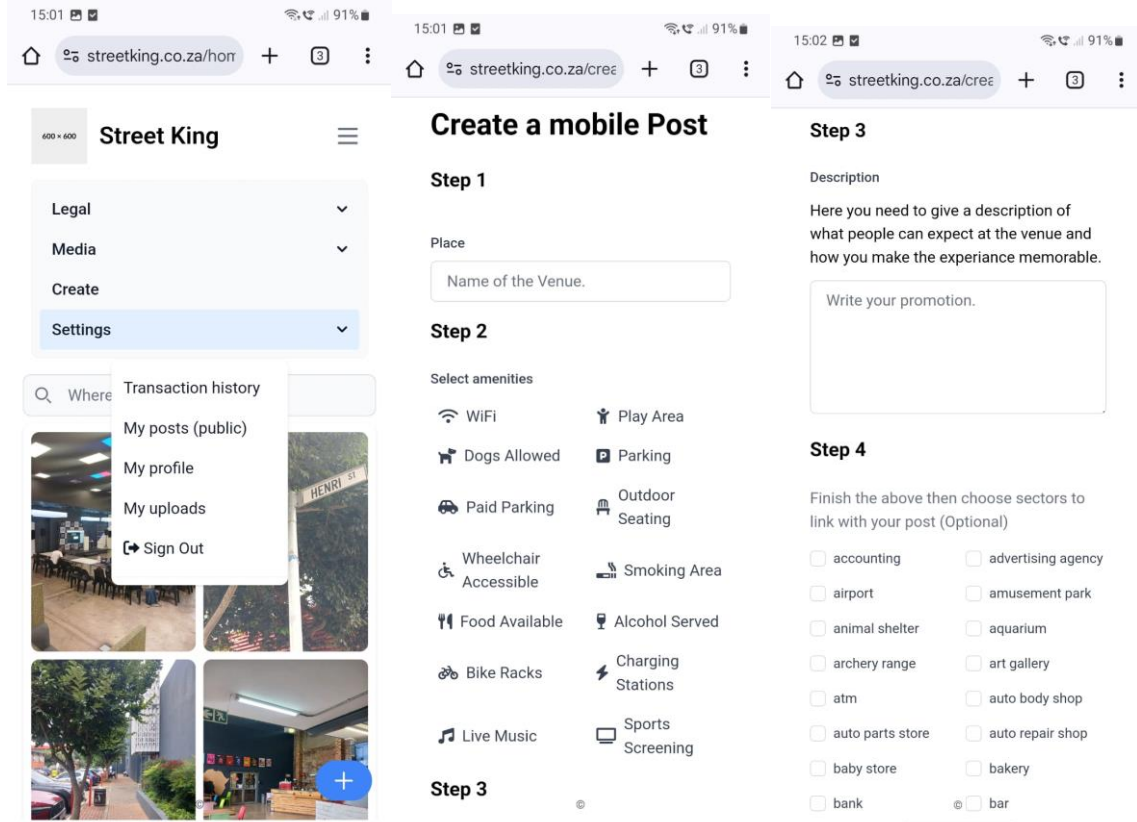 15:01 91%
streetking.co.za/hom + 3
600 × 600 Street King
Legal
Media
Create
Settings
Where
Transaction history
My posts (public)
My profile
My uploads
Sign Out
HENRI ST
+
©
15:01 91%
streetking.co.za/crea + 3
Create a mobile Post
Step 1
Place
Name of the Venue.
Step 2
Select amenities
WiFi Play Area
Dogs Allowed P Parking
Paid Parking Outdoor
Seating
Wheelchair
Accessible Smoking Area
Food Available Alcohol Served
Bike Racks Charging
Stations
Live Music Sports
Screening
Step 3
©
15:02 91%
streetking.co.za/crea + 3
Step 3
Description
Here you need to give a description of
what people can expect at the venue and
how you make the experiance memorable.
Write your promotion.
Step 4
Finish the above then choose sectors to
link with your post (Optional)
accounting advertising agency
airport amusement park
animal shelter aquarium
archery range art gallery
atm auto body shop
auto parts store auto repair shop
baby store bakery
bank © bar